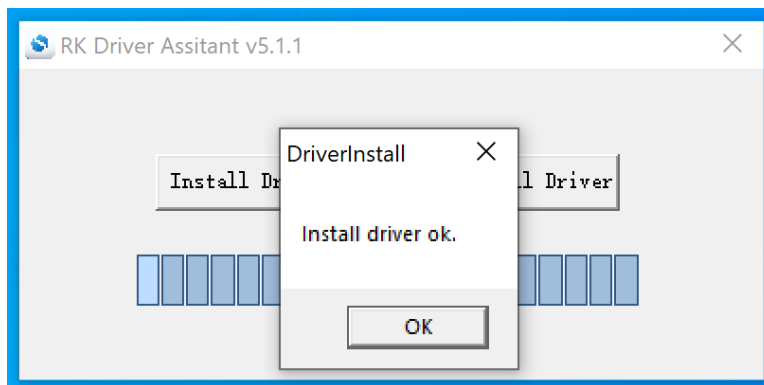 RK Driver Assitant v5.1.1
DriverInstall
Install Dr
ll Driver
Install driver ok.
OK